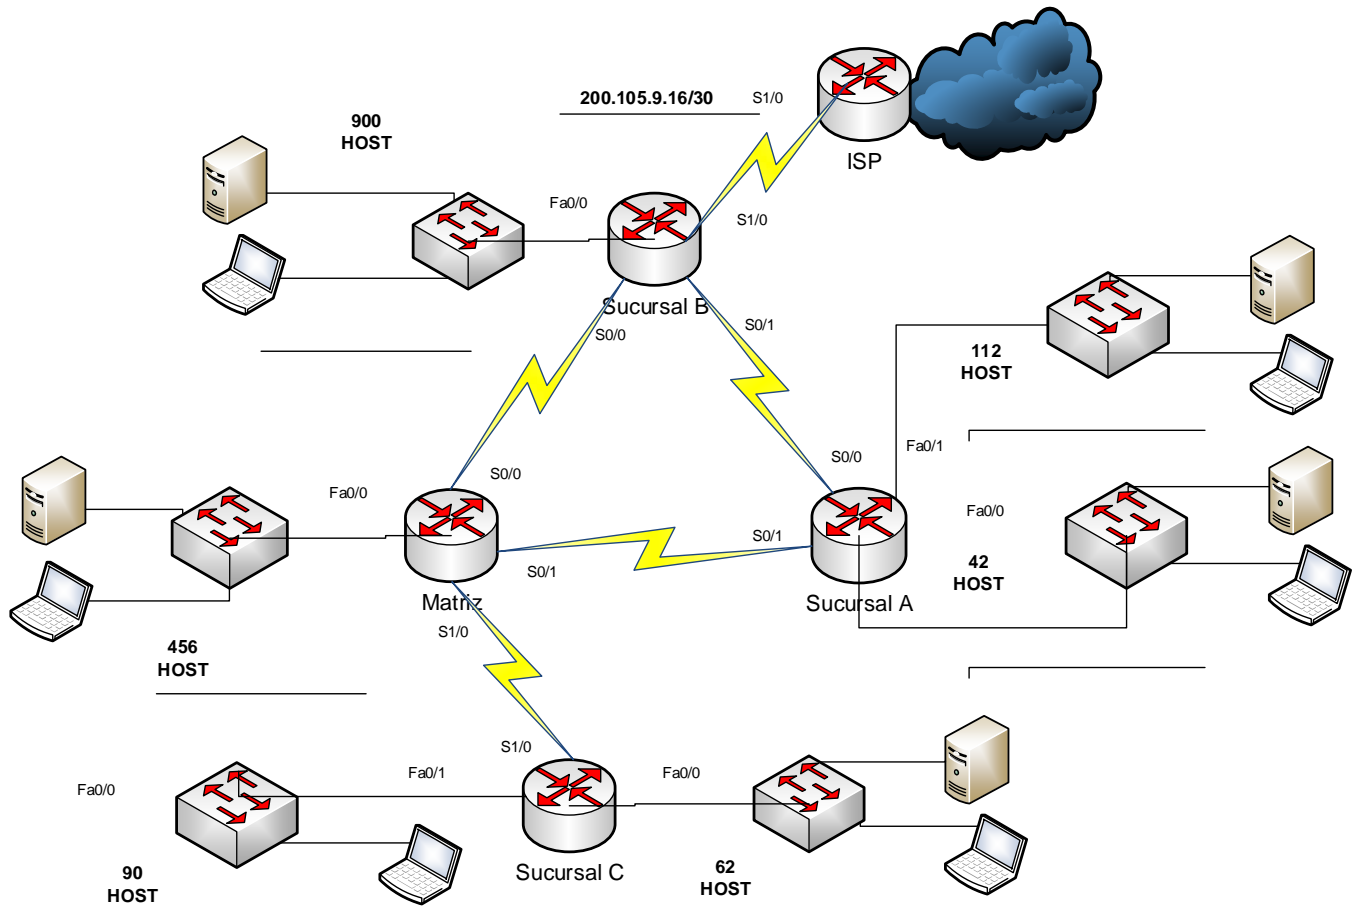 200.105.9.16/30
S1/0
900
HOST
ISP
Fa0/0
S1/0
Sucursal B
S0/0
S0/1
112
HOST
Fa0/1
S0/0
S0/0
Fa0/0
Fa0/0
S0/1
S0/1
42
HOST
Matriz
Sucursal A
S1/0
456
HOST
S1/0
Fa0/1
Fa0/0
Fa0/0
Sucursal C
62
HOST
90
HOST